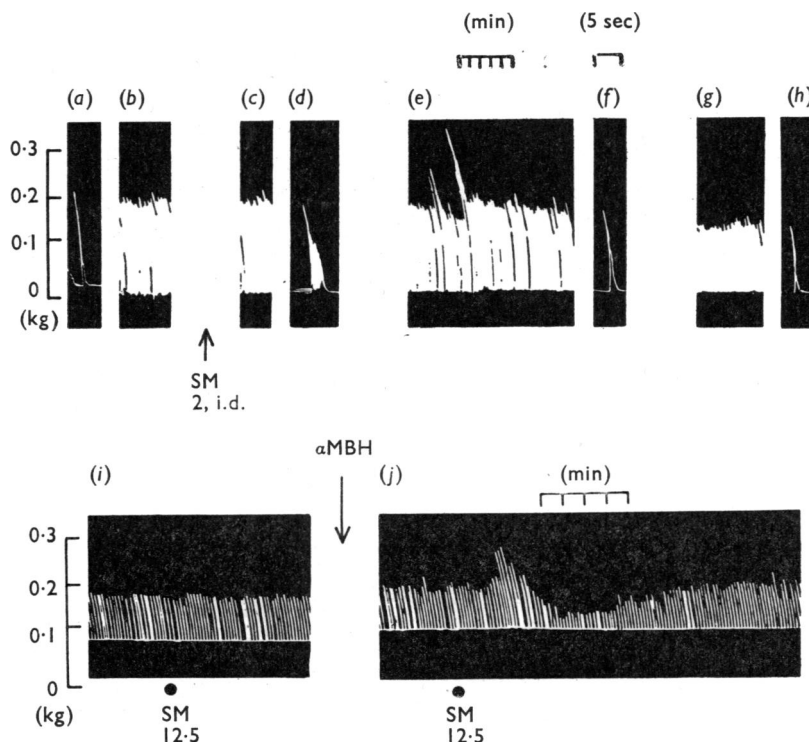 (min) (5 sec)
(a) (b) (c) (d) (e) (f) (g) (h)
0·3
0·2
0·1
0
(kg)
SM
2, i.d.
αMBH
(i) (j) (min)
0·3
0·2
0·1
0
(kg)
SM SM
12·5 12·5